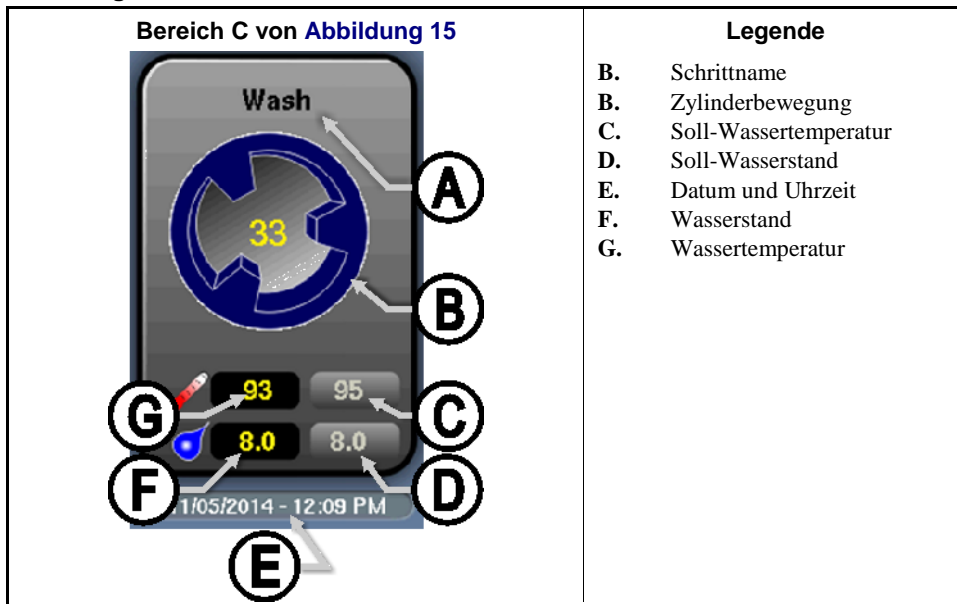 Bereich C von Abbildung 15
Wash
A
33
B
G
93
95
C
F
8.0
8.0
D
1/05/2014 - 12:09 PM
E
Legende
B. Schrittname
B. Zylinderbewegung
C. Soll-Wassertemperatur
D. Soll-Wasserstand
E. Datum und Uhrzeit
F. Wasserstand
G. Wassertemperatur